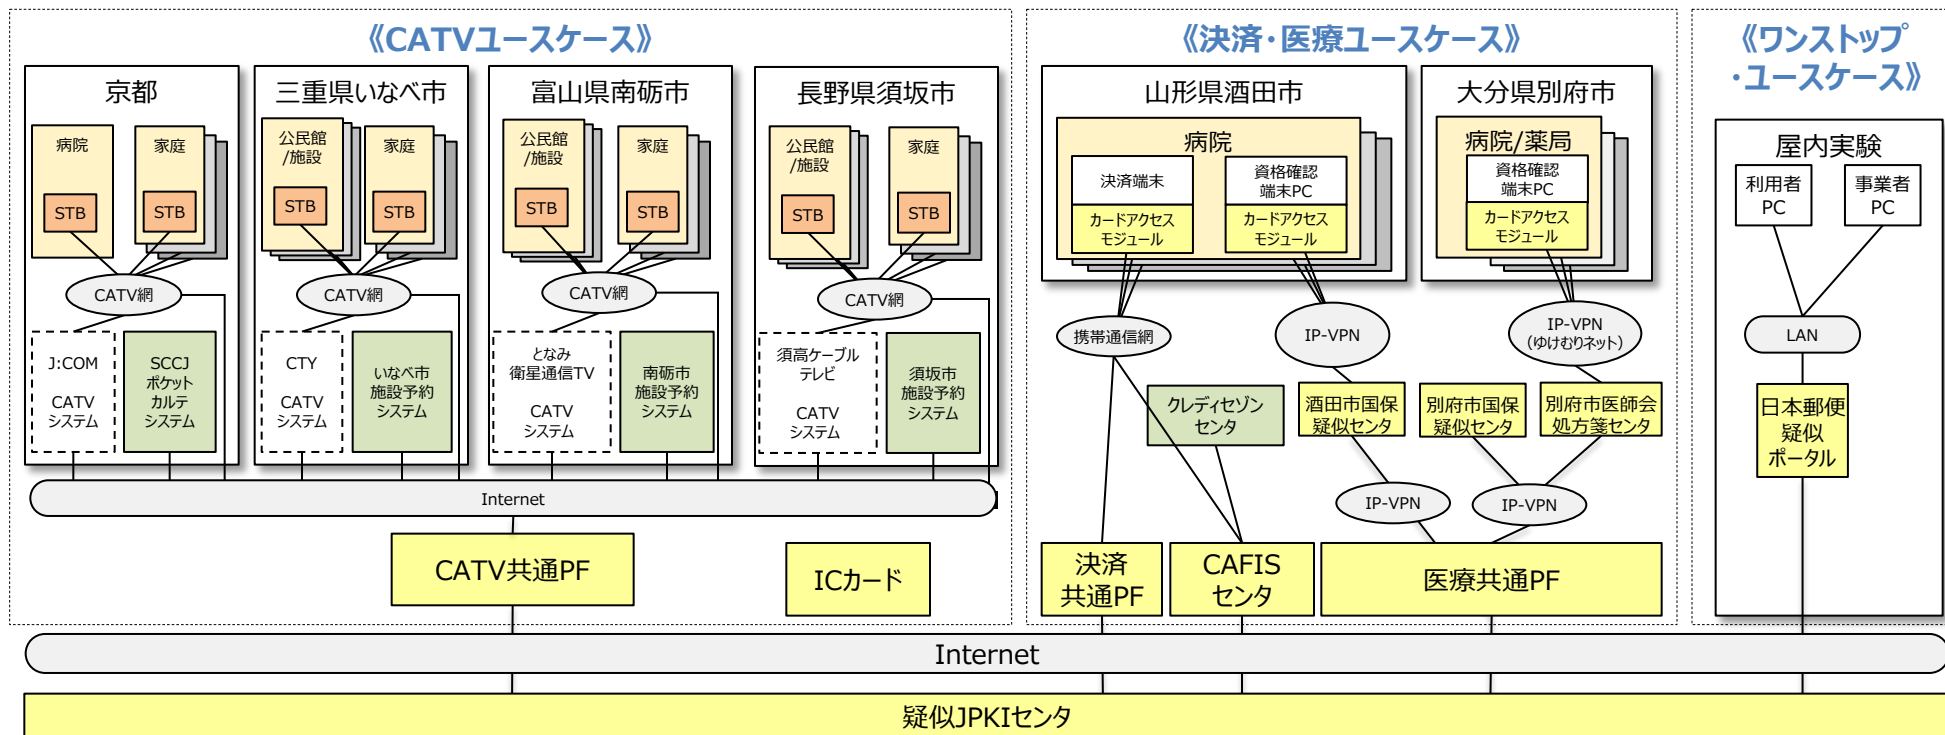 《CATVユースケース》
京都
病院
STB
家庭
STB
CATV網
J:COM
CATV
システム
SCCJ
ポケット
カルテ
システム
三重県いなべ市
公民館
/施設
STB
家庭
STB
CATV網
CTY
CATV
システム
いなべ市
施設予約
システム
富山県南砺市
公民館
/施設
STB
家庭
STB
CATV網
となみ
衛星通信TV
CATV
システム
南砺市
施設予約
システム
長野県須坂市
公民館
/施設
STB
家庭
STB
CATV網
須高ケーブル
テレビ
CATV
システム
須坂市
施設予約
システム
Internet
CATV共通PF
ICカード
《決済・医療ユースケース》
山形県酒田市
病院
決済端末
カードアクセス
モジュール
資格確認
端末PC
カードアクセス
モジュール
大分県別府市
病院/薬局
資格確認
端末PC
カードアクセス
モジュール
携帯通信網
IP-VPN
IP-VPN
(ゆけむりネット)
クレディセゾン
センタ
酒田市国保
疑似センタ
別府市国保
疑似センタ
別府市医師会
処方箋センタ
IP-VPN
IP-VPN
決済
共通PF
CAFIS
センタ
医療共通PF
《ワンストップ
・ユースケース》
屋内実験
利用者
PC
事業者
PC
LAN
日本郵便
疑似
ポータル
Internet
疑似JPKIセンタ